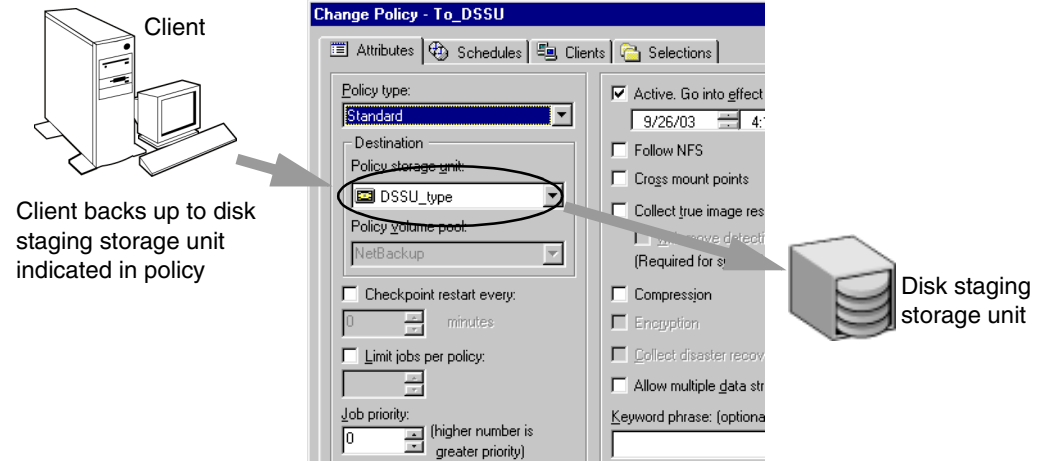 Client
Client backs up to disk
staging storage unit
indicated in policy
Change Policy - To_DSSU
Attributes
Schedules
Clients
Selections
Policy type:
Standard
Destination
Policy storage unit:
DSSU_type
Policy volume pool:
NetBackup
Checkpoint restart every:
0 minutes
Limit jobs per policy:
Job priority:
0 (higher number is
greater priority)
Active. Go into effect
9/26/03
Follow NFS
Cross mount points
Collect true image res
(Required for
Compression
Encryption
Collect disaster recov
Allow multiple data str
Keyword phrase: (optiona
Disk staging
storage unit